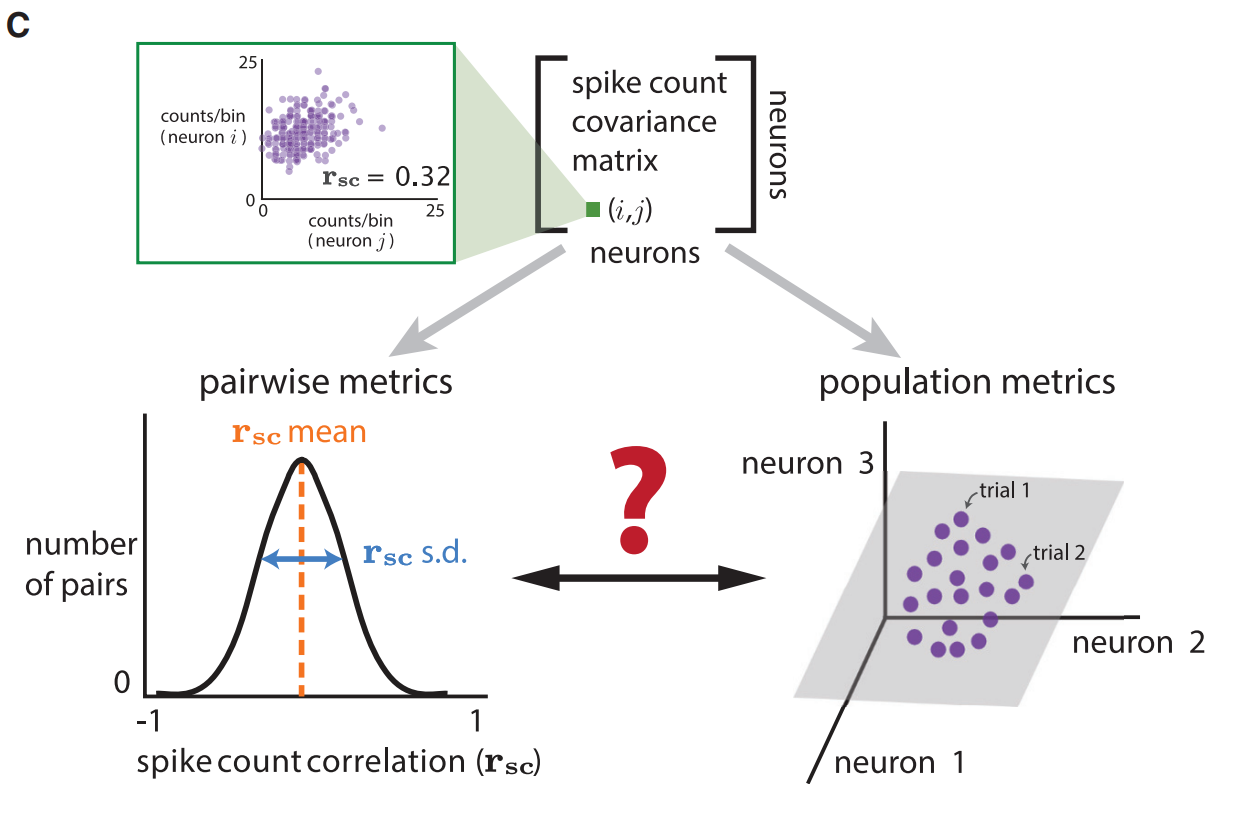 C
25
counts/bin
(neuron i)
r_sc = 0.32
0
0
25
counts/bin
(neuron j)
spike count
covariance
matrix
(i,j)
neurons
neurons
pairwise metrics
population metrics
r_sc mean
r_sc s.d.
number
of pairs
0
-1
1
spike count correlation (r_sc)
?
neuron 3
trial 1
trial 2
neuron 2
neuron 1